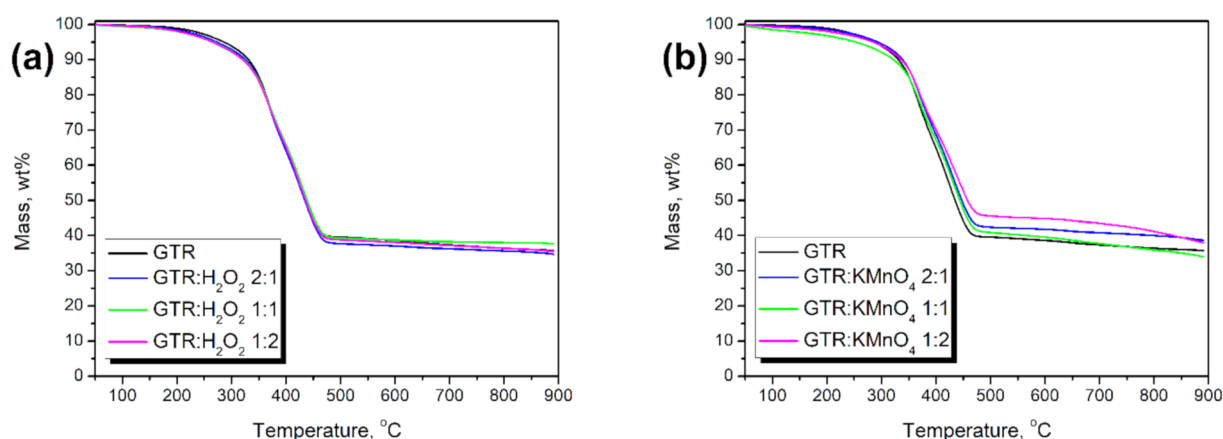 (a)
Mass, wt%
100
90
80
70
60
50
40
30
20
10
0
GTR
GTR:H₂O₂ 2:1
GTR:H₂O₂ 1:1
GTR:H₂O₂ 1:2
100 200 300 400 500 600 700 800 900
Temperature, °C
(b)
Mass, wt%
100
90
80
70
60
50
40
30
20
10
0
GTR
GTR:KMnO₄ 2:1
GTR:KMnO₄ 1:1
GTR:KMnO₄ 1:2
100 200 300 400 500 600 700 800 900
Temperature, °C